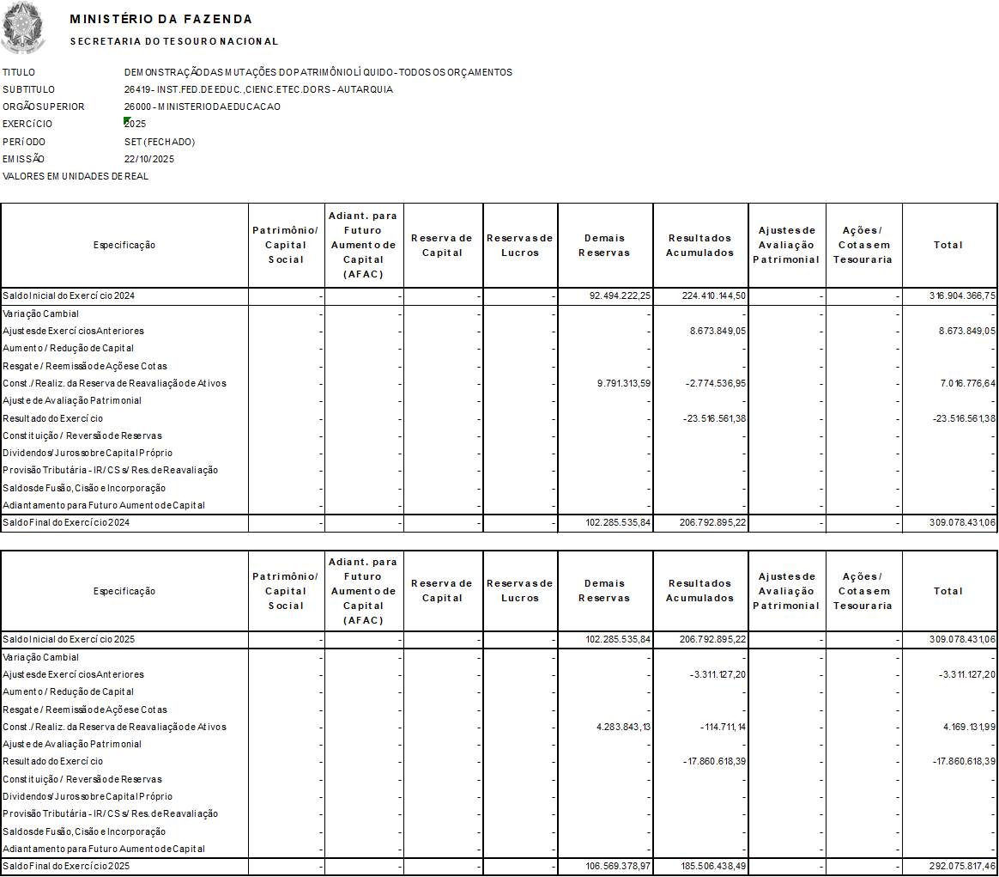 MINISTÉRIO DA FAZENDA
SECRETARIA DO TESOURO NACIONAL
TITULO DEMONSTRAÇÃO DAS MUTAÇÕES DO PATRIMÔNIO LÍQUIDO - TODOS OS ORÇAMENTOS
SUBTITULO 26419 - INST.FED.DE EDUC.,CIENC.E TEC.DO RS - AUTARQUIA
ORGÃO SUPERIOR 26000 - MINISTERIO DA EDUCACAO
EXERCÍCIO 2025
PERÍODO SET (FECHADO)
EMISSÃO 22/10/2025
VALORES EM UNIDADES DE REAL
Especificação Patrimônio/ Capital Social Adiant. para Futuro Aumento de Capital (AFAC) Reserva de Capital Reservas de Lucros Demais Reservas Resultados Acumulados Ajustes de Avaliação Patrimonial Ações/ Cotas em Tesouraria Total
Saldo Inicial do Exercício 2024 - - - - 92.494.222,25 224.410.144,50 - - 316.904.366,75
Variação Cambial - - - - - - - - -
Ajustes de Exercícios Anteriores - - - - - 8.673.849,05 - - 8.673.849,05
Aumento / Redução de Capital - - - - - - - - -
Resgate / Reemissão de Ações e Cotas - - - - - - - - -
Const./ Realiz. da Reserva de Reavaliação de Ativos - - - - 9.791.313,59 -2.774.536,95 - - 7.016.776,64
Ajuste de Avaliação Patrimonial - - - - - - - - -
Resultado do Exercício - - - - - -23.516.561,38 - - -23.516.561,38
Constituição / Reversão de Reservas - - - - - - - - -
Dividendos/ Juros sobre Capital Próprio - - - - - - - - -
Provisão Tributária - IR/ CS s/ Res. de Reavaliação - - - - - - - - -
Saldos de Fusão, Cisão e Incorporação - - - - - - - - -
Adiantamento para Futuro Aumento de Capital - - - - - - - - -
Saldo Final do Exercício 2024 - - - - 102.285.535,84 206.792.895,22 - - 309.078.431,06
Especificação Patrimônio/ Capital Social Adiant. para Futuro Aumento de Capital (AFAC) Reserva de Capital Reservas de Lucros Demais Reservas Resultados Acumulados Ajustes de Avaliação Patrimonial Ações/ Cotas em Tesouraria Total
Saldo Inicial do Exercício 2025 - - - - 102.285.535,84 206.792.895,22 - - 309.078.431,06
Variação Cambial - - - - - - - - -
Ajustes de Exercícios Anteriores - - - - - -3.311.127,20 - - -3.311.127,20
Aumento / Redução de Capital - - - - - - - - -
Resgate / Reemissão de Ações e Cotas - - - - - - - - -
Const./ Realiz. da Reserva de Reavaliação de Ativos - - - - 4.283.843,13 -114.711,14 - - 4.169.131,99
Ajuste de Avaliação Patrimonial - - - - - - - - -
Resultado do Exercício - - - - - -17.860.618,39 - - -17.860.618,39
Constituição / Reversão de Reservas - - - - - - - - -
Dividendos/ Juros sobre Capital Próprio - - - - - - - - -
Provisão Tributária - IR/ CS s/ Res. de Reavaliação - - - - - - - - -
Saldos de Fusão, Cisão e Incorporação - - - - - - - - -
Adiantamento para Futuro Aumento de Capital - - - - - - - - -
Saldo Final do Exercício 2025 - - - - 106.569.378,97 185.506.438,49 - - 292.075.817,46